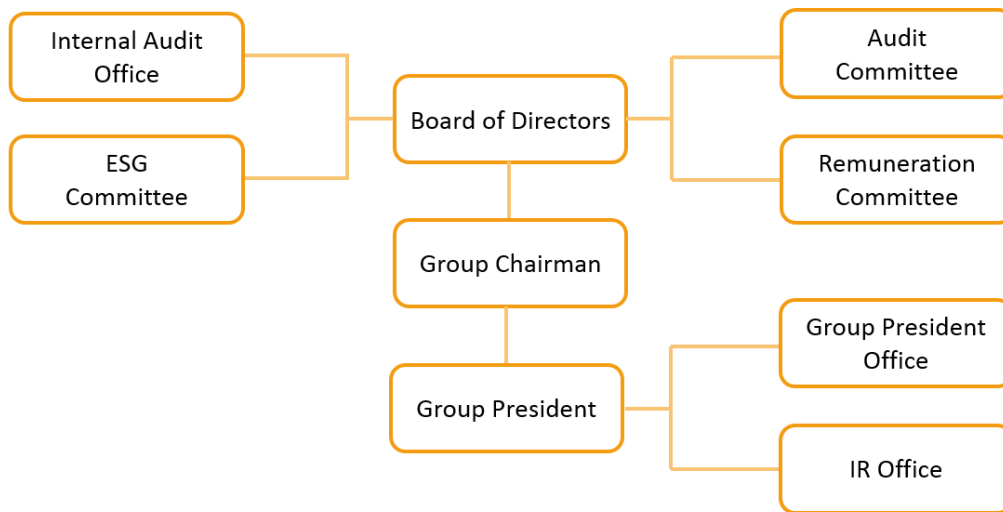 Internal Audit
Office
Audit
Committee
Board of Directors
ESG
Committee
Remuneration
Committee
Group Chairman
Group President
Office
Group President
IR Office